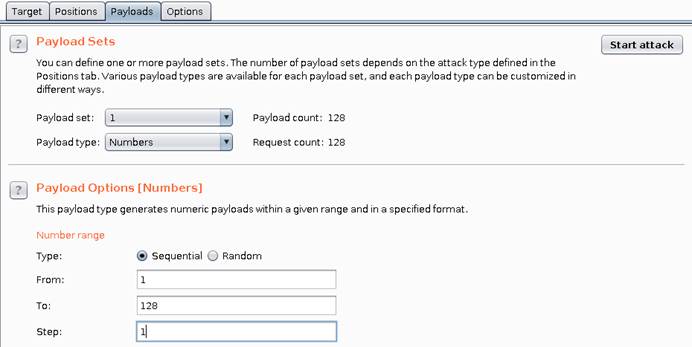 Target Positions Payloads Options
? Payload Sets Start attack
You can define one or more payload sets. The number of payload sets depends on the attack type defined in the
Positions tab. Various payload types are available for each payload set, and each payload type can be customized in
different ways.
Payload set: 1 Payload count: 128
Payload type: Numbers Request count: 128
? Payload Options [Numbers]
This payload type generates numeric payloads within a given range and in a specified format.
Number range
Type: Sequential Random
From: 1
To: 128
Step: 1